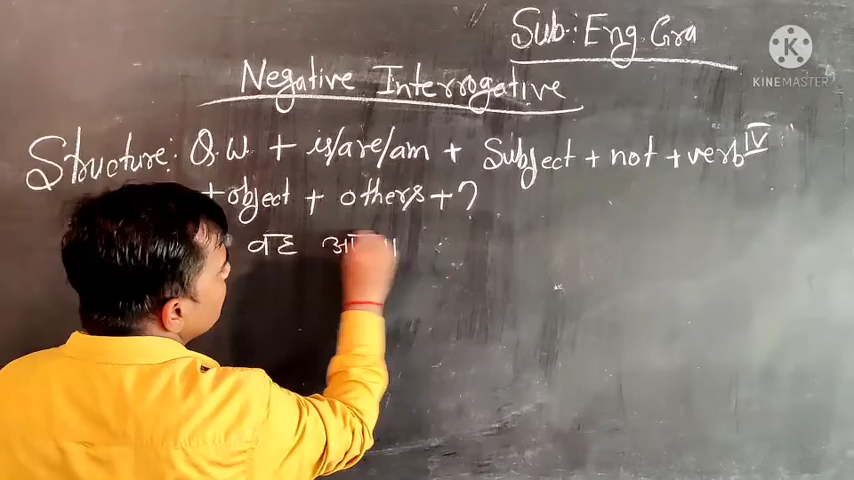 Sub: Eng. Gra
KINEMASTER
Negative Interrogative
Structure: Q.W + is/are/am + Subject + not + verb IV
+ object + others + ?
वह